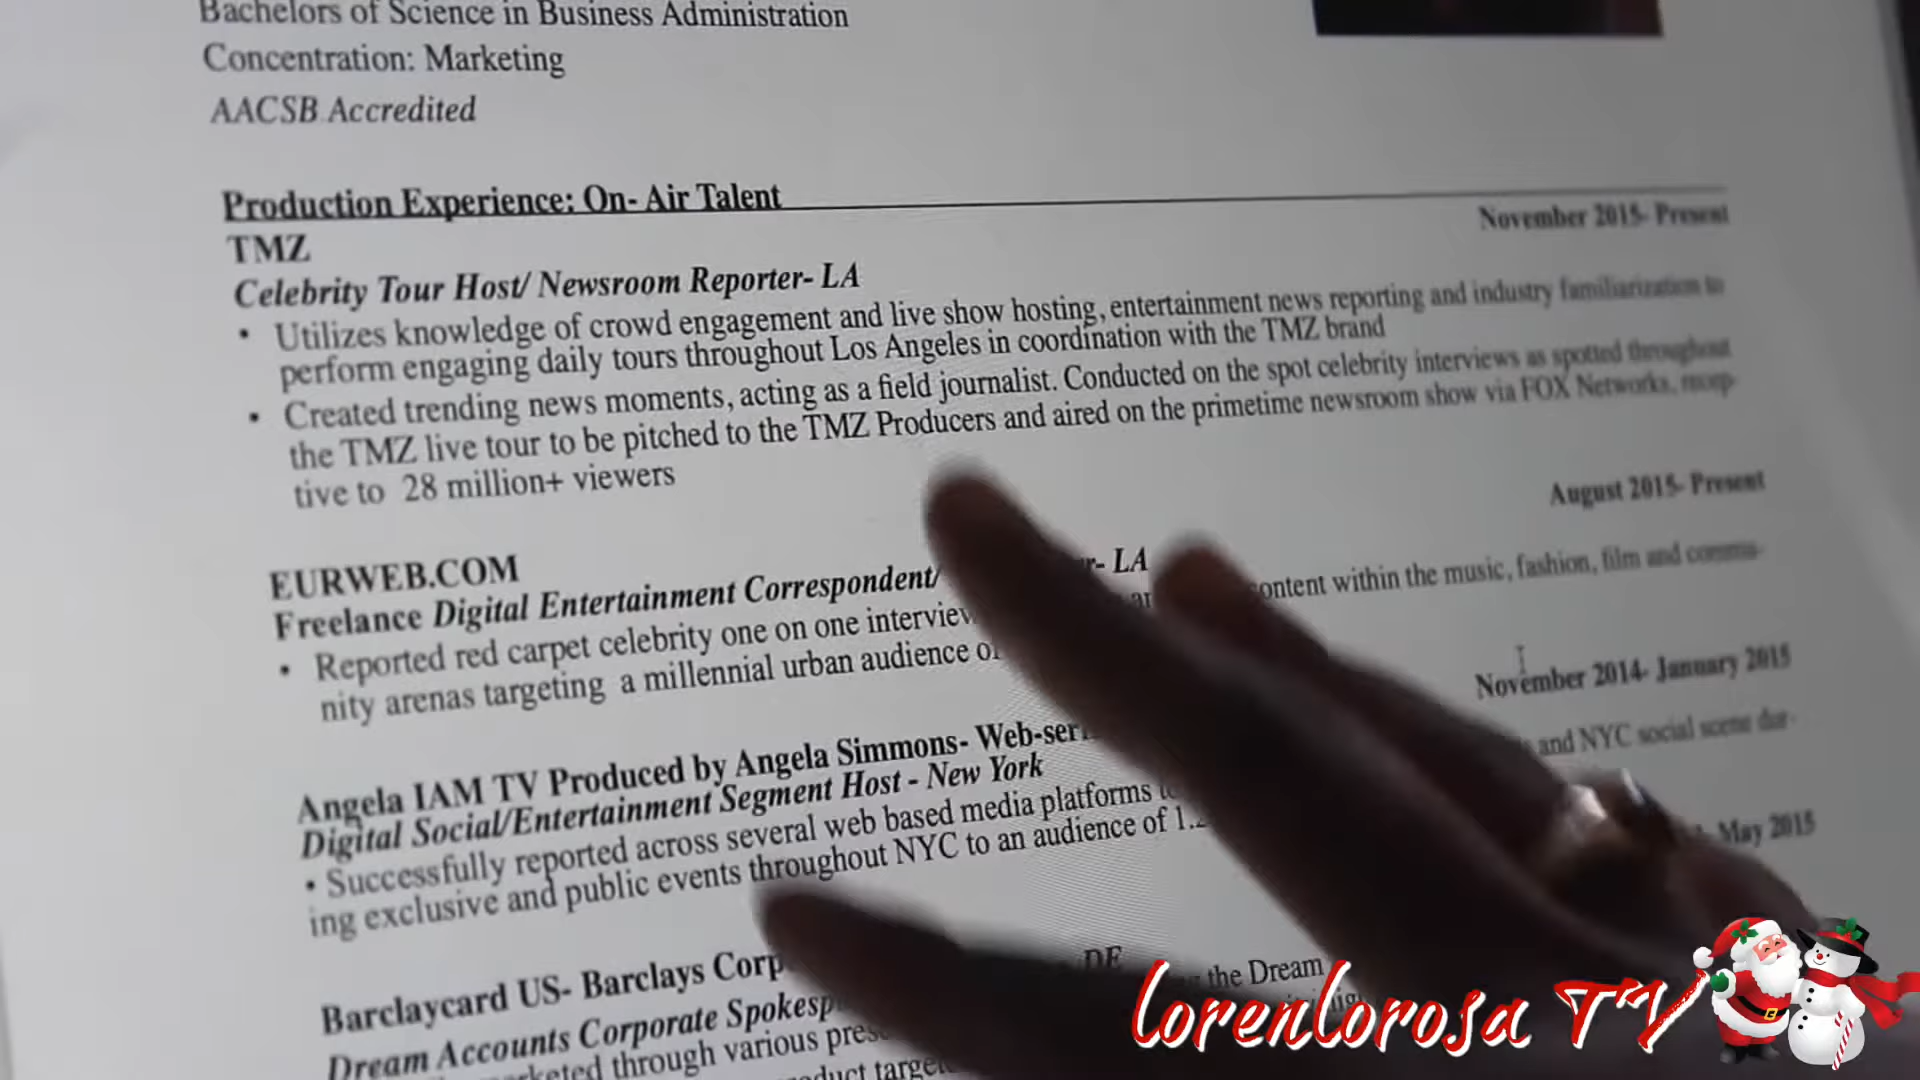 Bachelors of Science in Business Administration
Concentration: Marketing
AACSB Accredited
Production Experience: On- Air Talent
TMZ
November 2015- Present
Celebrity Tour Host/ Newsroom Reporter- LA
• Utilizes knowledge of crowd engagement and live show hosting, entertainment news reporting and industry familiarization to
perform engaging daily tours throughout Los Angeles in coordination with the TMZ brand
• Created trending news moments, acting as a field journalist. Conducted on the spot celebrity interviews as spotted throughout
the TMZ live tour to be pitched to the TMZ Producers and aired on the primetime newsroom show via FOX Networks,
tive to 28 million+ viewers
August 2015- Present
EURWEB.COM
Freelance Digital Entertainment Correspondent/ - LA
• Reported red carpet celebrity one on one content within the music, fashion, film and commu-
nity arenas targeting a millennial urban audience
November 2014- January 2015
Angela IAM TV Produced by Angela Simmons-
Digital Social/Entertainment Segment Host - New York
• Successfully reported across several web based media platforms and NYC social scene dur-
ing exclusive and public events throughout NYC to an audience of
May 2015
Barclaycard US- Barclays DE
Dream Accounts Corporate the Dream
through various
lorenlorosa TV